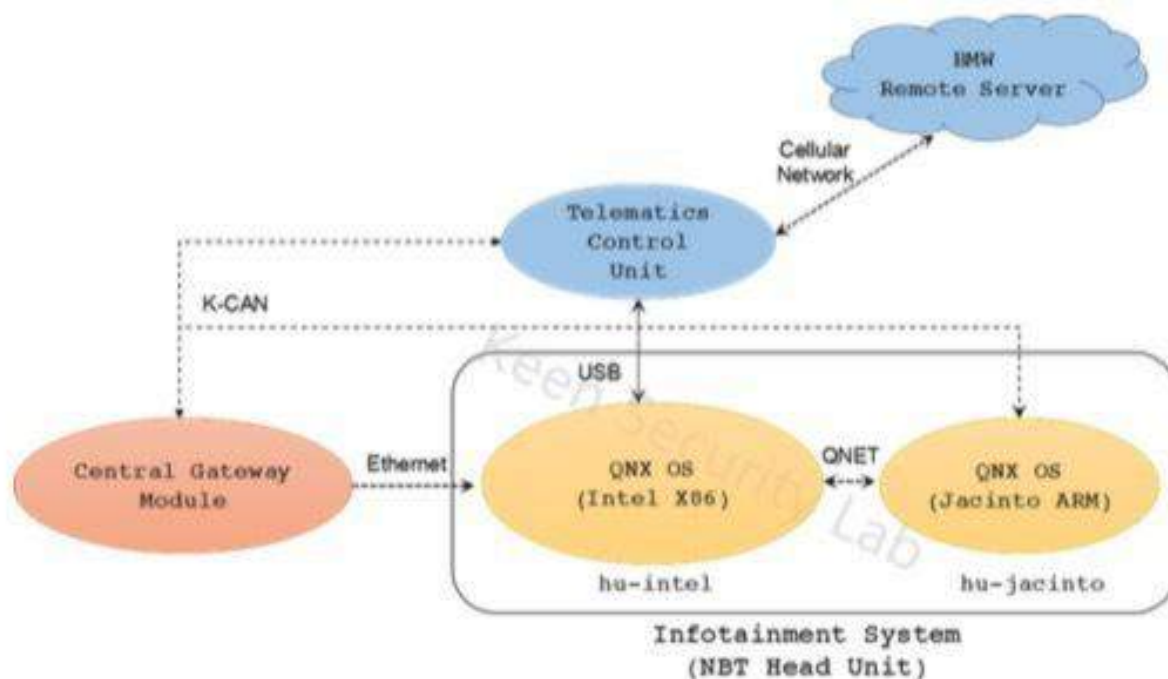 BMW
Remote Server
Cellular
Network
Telematics
Control
Unit
K-CAN
USB
Keen Security Lab
Central Gateway
Module
Ethernet
QNX OS
(Intel X86)
QNET
QNX OS
(Jacinto ARM)
hu-intel
hu-jacinto
Infotainment System
(NBT Head Unit)